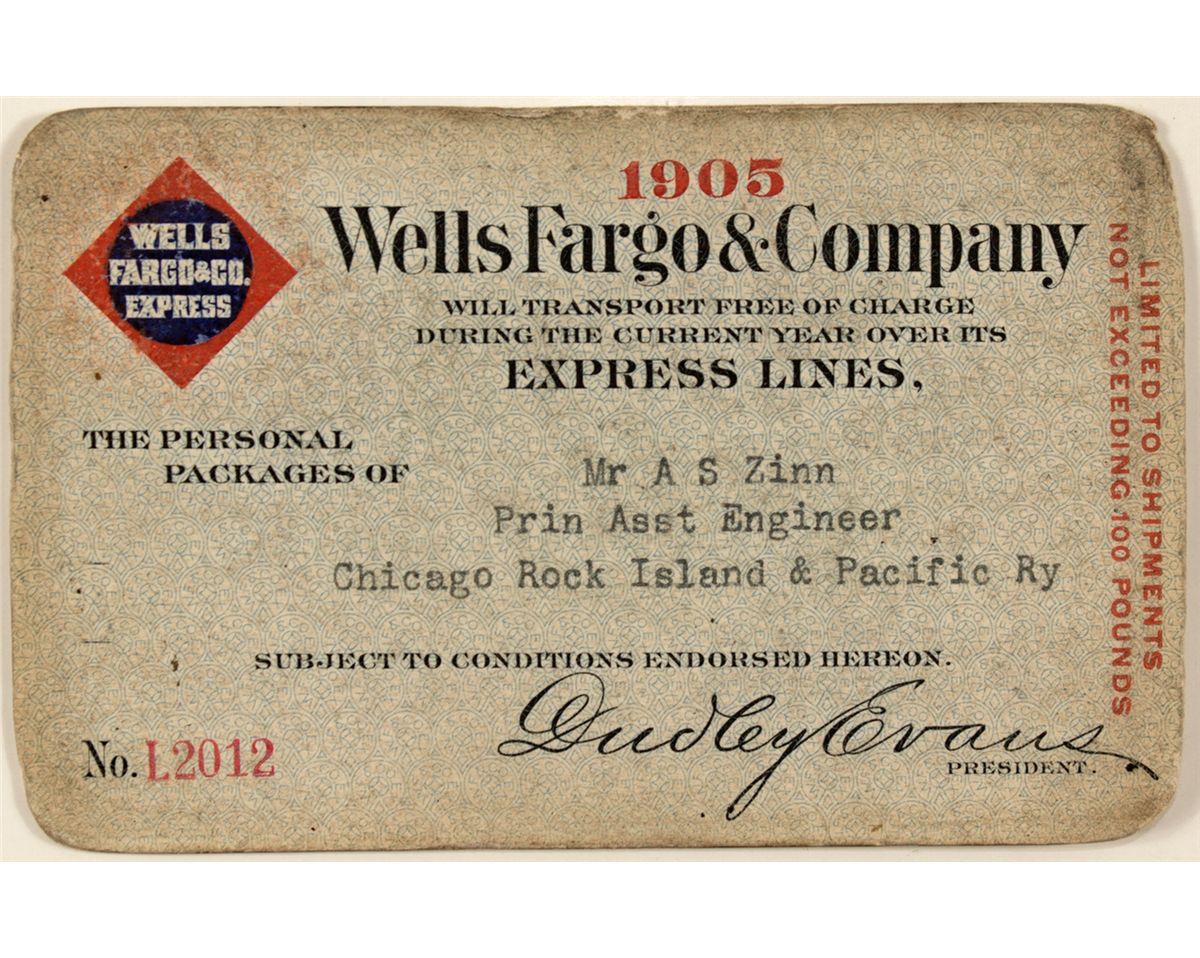 1905
WELLS
FARGO & CO.
EXPRESS
Wells Fargo & Company
WILL TRANSPORT FREE OF CHARGE
DURING THE CURRENT YEAR OVER ITS
EXPRESS LINES,
THE PERSONAL
PACKAGES OF
Mr A S Zinn
Prin Asst Engineer
Chicago Rock Island & Pacific Ry
SUBJECT TO CONDITIONS ENDORSED HEREON.
No. L2012
Dudley Evans
PRESIDENT.
LIMITED TO SHIPMENTS
NOT EXCEEDING 100 POUNDS